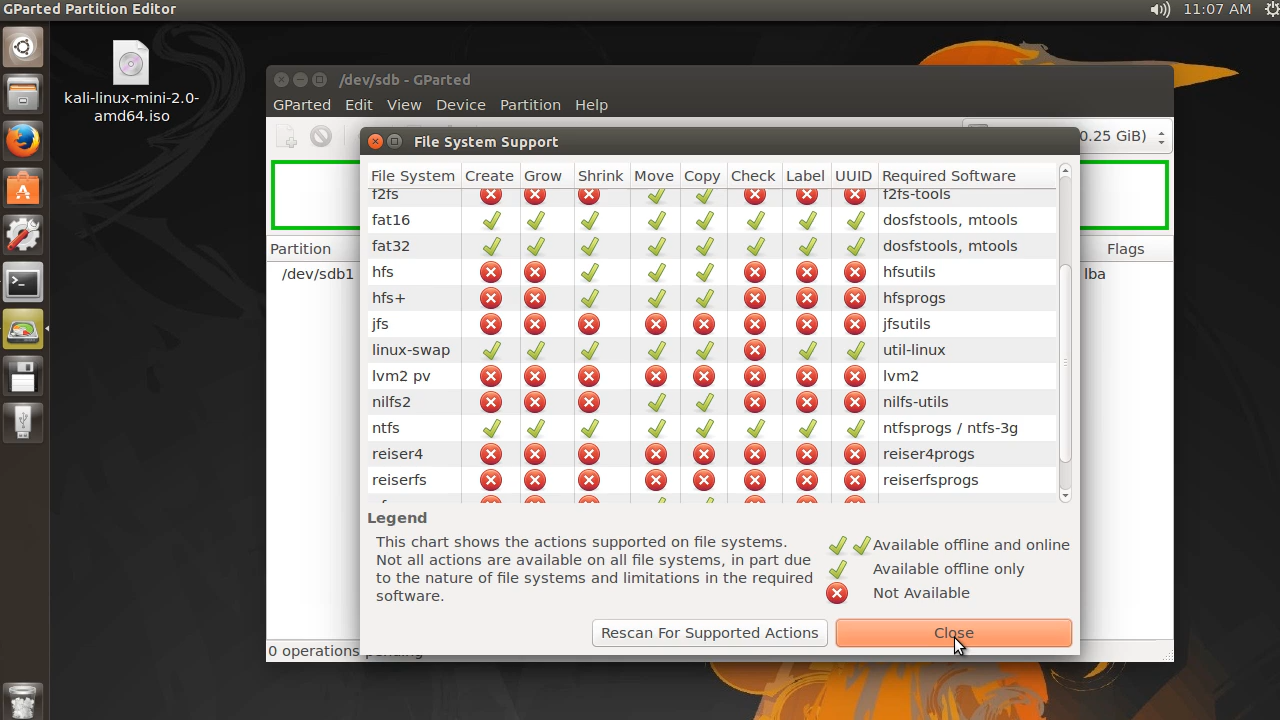 GParted Partition Editor
11:07 AM
kali-linux-mini-2.0-
amd64.iso
/dev/sdb - GParted
GParted Edit View Device Partition Help
0.25 GiB)
File System Support
File System Create Grow Shrink Move Copy Check Label UUID Required Software
f2fs f2fs-tools
fat16 dosfstools, mtools
fat32 dosfstools, mtools
hfs hfsutils
hfs+ hfsprogs
jfs jfsutils
linux-swap util-linux
lvm2 pv lvm2
nilfs2 nilfs-utils
ntfs ntfsprogs / ntfs-3g
reiser4 reiser4progs
reiserfs reiserfsprogs
Partition Flags
/dev/sdb1 lba
Legend
This chart shows the actions supported on file systems.
Not all actions are available on all file systems, in part due
to the nature of file systems and limitations in the required
software.
Available offline and online
Available offline only
Not Available
Rescan For Supported Actions Close
0 operations pending